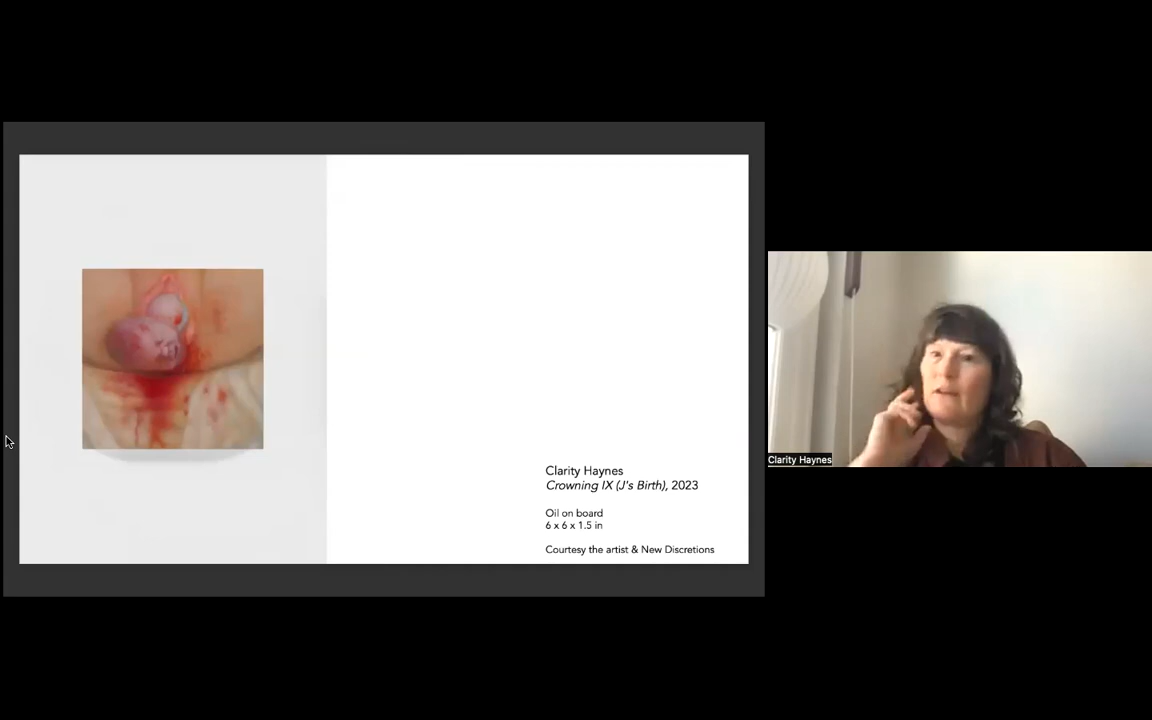 Clarity Haynes
Crowning IX (J's Birth), 2023
Oil on board
6 x 6 x 1.5 in
Courtesy the artist & New Discretions
Clarity Haynes